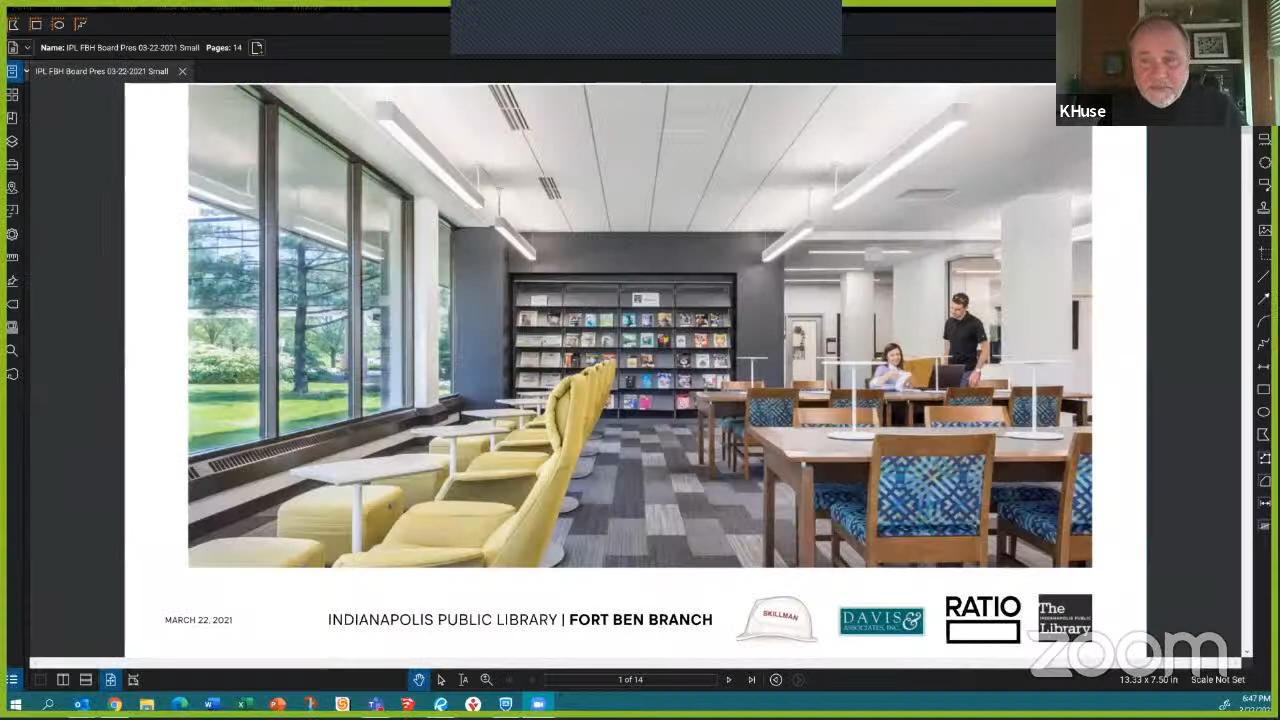 Name: IPL FBH Board Pres 03-22-2021 Small Pages: 14
IPL FBH Board Pres 03-22-2021 Small
KHuse
MARCH 22, 2021
INDIANAPOLIS PUBLIC LIBRARY | FORT BEN BRANCH
SKILLMAN
DAVIS &
ASSOCIATES, INC.
RATIO
The
INDIANAPOLIS PUBLIC
Library
zoom
1 of 14
13.33 x 7.50 in
Scale Not Set
6:47 PM